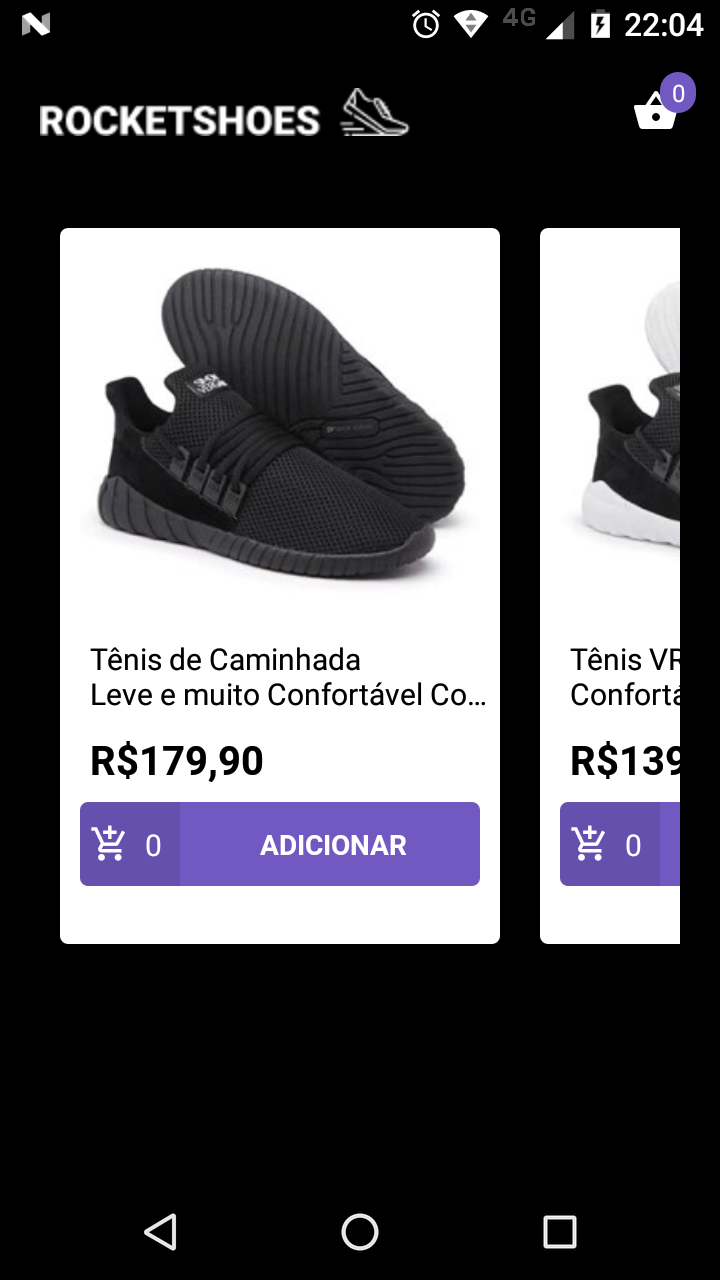 4G 22:04
ROCKETSHOES
0
Tênis de Caminhada
Leve e muito Confortável Co...
R$179,90
0 ADICIONAR
Tênis VR
Confortá
R$139
0